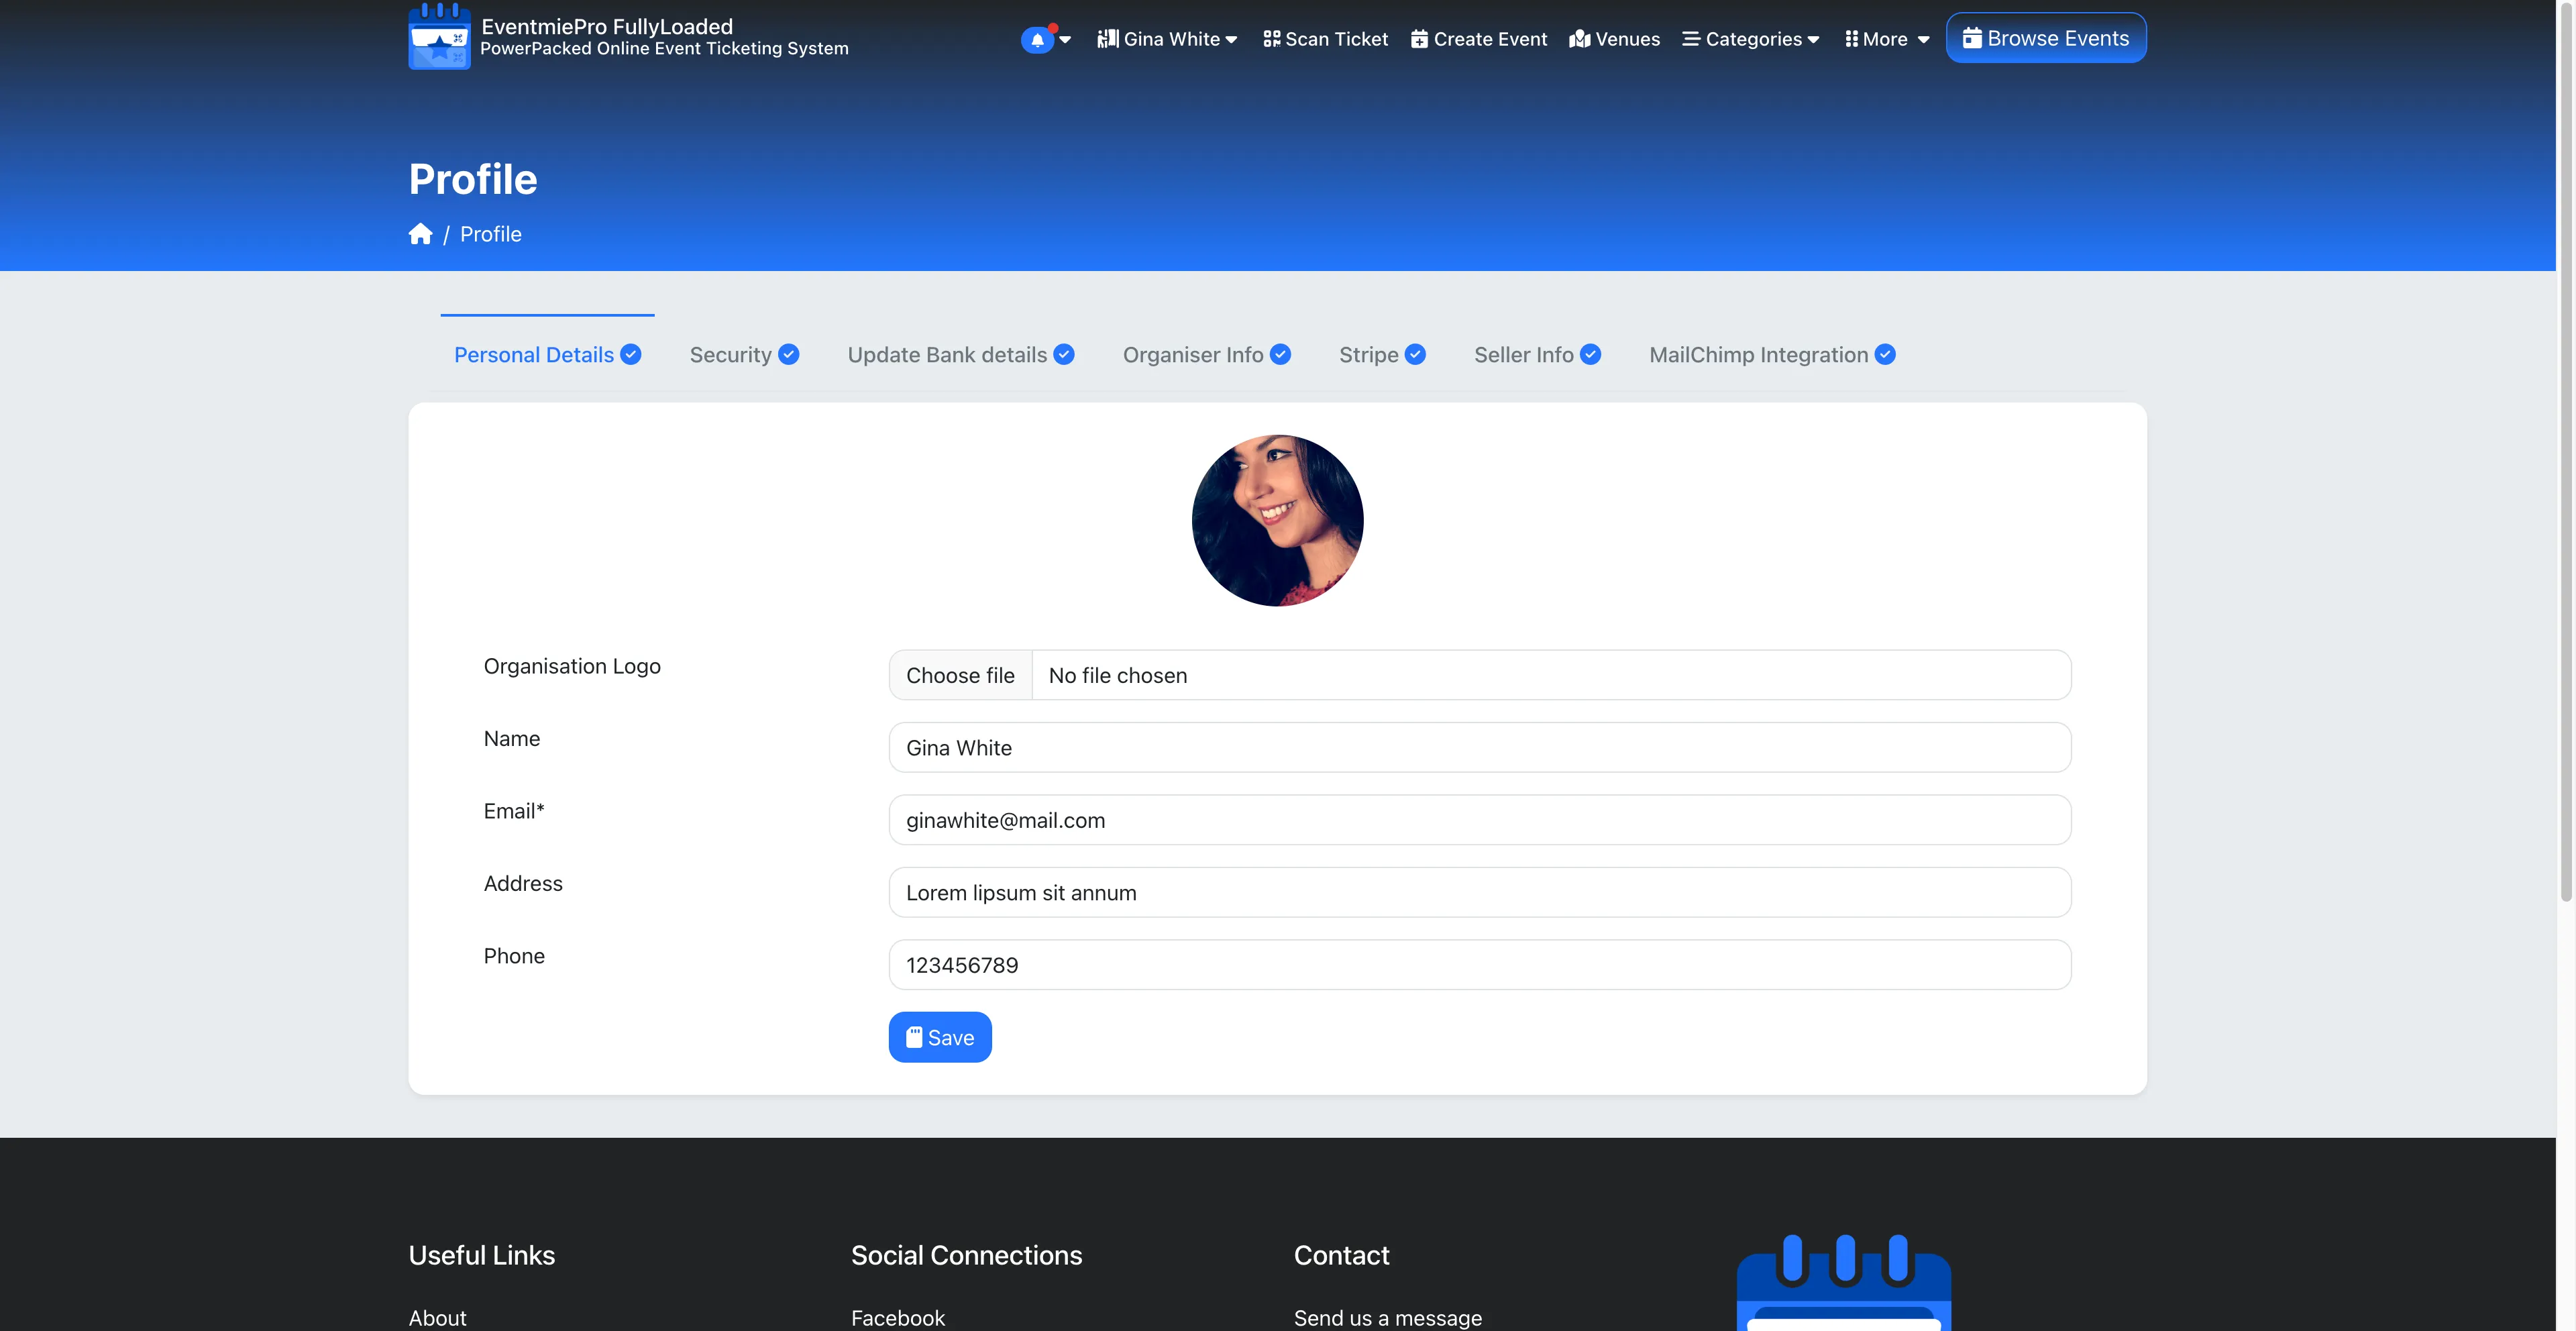 EventmiePro FullyLoaded
PowerPacked Online Event Ticketing System
Gina White
Scan Ticket
Create Event
Venues
Categories
More
Browse Events
Profile
/ Profile
Personal Details
Security
Update Bank details
Organiser Info
Stripe
Seller Info
MailChimp Integration
Organisation Logo
Choose file
No file chosen
Name
Gina White
Email*
ginawhite@mail.com
Address
Lorem lipsum sit annum
Phone
123456789
Save
Useful Links
Social Connections
Contact
About
Facebook
Send us a message